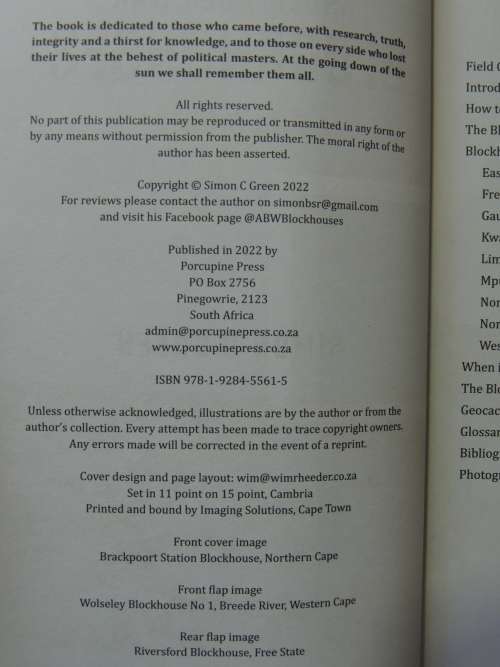 The book is dedicated to those who came before, with research, truth,
integrity and a thirst for knowledge, and to those on every side who lost
their lives at the behest of political masters. At the going down of the
sun we shall remember them all.
All rights reserved.
No part of this publication may be reproduced or transmitted in any form or
by any means without permission from the publisher. The moral right of the
author has been asserted.
Copyright © Simon C Green 2022
For reviews please contact the author on simonbsr@gmail.com
and visit his Facebook page @ABWBlockhouses
Published in 2022 by
Porcupine Press
PO Box 2756
Pinegowrie, 2123
South Africa
admin@porcupinepress.co.za
www.porcupinepress.co.za
ISBN 978-1-9284-5561-5
Unless otherwise acknowledged, illustrations are by the author or from the
author's collection. Every attempt has been made to trace copyright owners.
Any errors made will be corrected in the event of a reprint.
Cover design and page layout: wim@wimrheeder.co.za
Set in 11 point on 15 point, Cambria
Printed and bound by Imaging Solutions, Cape Town
Front cover image
Brackpoort Station Blockhouse, Northern Cape
Front flap image
Wolseley Blockhouse No 1, Breede River, Western Cape
Rear flap image
Riversford Blockhouse, Free State
Field
Introd
How to
The Bl
Blockh
Eas
Fre
Gau
Kwa
Lim
Mpu
Nor
Nor
Wes
When i
The Blo
Geocac
Glossar
Bibliog
Photogr